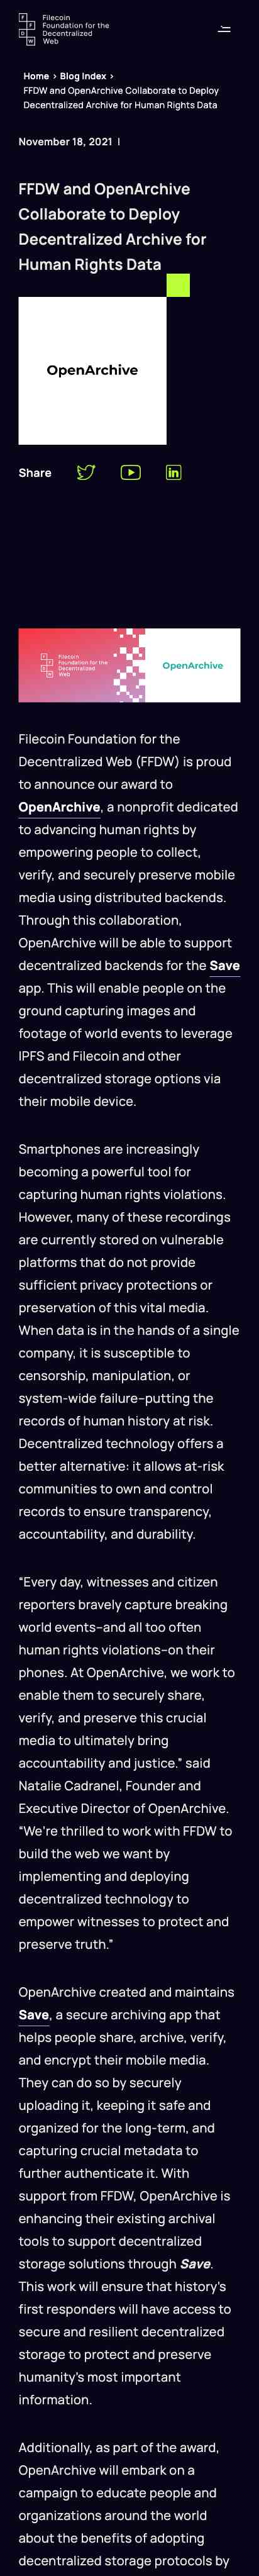 F
F F
F D
D W
Filecoin
Foundation for the
Decentralized
Web
Home > Blog Index >
FFDW and OpenArchive Collaborate to Deploy
Decentralized Archive for Human Rights Data
November 18, 2021 |
FFDW and OpenArchive
Collaborate to Deploy
Decentralized Archive for
Human Rights Data
OpenArchive
Share
in
Filecoin
Foundation for the
Decentralized
Web
OpenArchive
Filecoin Foundation for the
Decentralized Web (FFDW) is proud
to announce our award to
OpenArchive, a nonprofit dedicated
to advancing human rights by
empowering people to collect,
verify, and securely preserve mobile
media using distributed backends.
Through this collaboration,
OpenArchive will be able to support
decentralized backends for the Save
app. This will enable people on the
ground capturing images and
footage of world events to leverage
IPFS and Filecoin and other
decentralized storage options via
their mobile device.
Smartphones are increasingly
becoming a powerful tool for
capturing human rights violations.
However, many of these recordings
are currently stored on vulnerable
platforms that do not provide
sufficient privacy protections or
preservation of this vital media.
When data is in the hands of a single
company, it is susceptible to
censorship, manipulation, or
system-wide failure–putting the
records of human history at risk.
Decentralized technology offers a
better alternative: it allows at-risk
communities to own and control
records to ensure transparency,
accountability, and durability.
“Every day, witnesses and citizen
reporters bravely capture breaking
world events–and all too often
human rights violations–on their
phones. At OpenArchive, we work to
enable them to securely share,
verify, and preserve this crucial
media to ultimately bring
accountability and justice.” said
Natalie Cadranel, Founder and
Executive Director of OpenArchive.
“We’re thrilled to work with FFDW to
build the web we want by
implementing and deploying
decentralized technology to
empower witnesses to protect and
preserve truth.”
OpenArchive created and maintains
Save, a secure archiving app that
helps people share, archive, verify,
and encrypt their mobile media.
They can do so by securely
uploading it, keeping it safe and
organized for the long-term, and
capturing crucial metadata to
further authenticate it. With
support from FFDW, OpenArchive is
enhancing their existing archival
tools to support decentralized
storage solutions through Save.
This work will ensure that history’s
first responders will have access to
secure and resilient decentralized
storage to protect and preserve
humanity’s most important
information.
Additionally, as part of the award,
OpenArchive will embark on a
campaign to educate people and
organizations around the world
about the benefits of adopting
decentralized storage protocols by